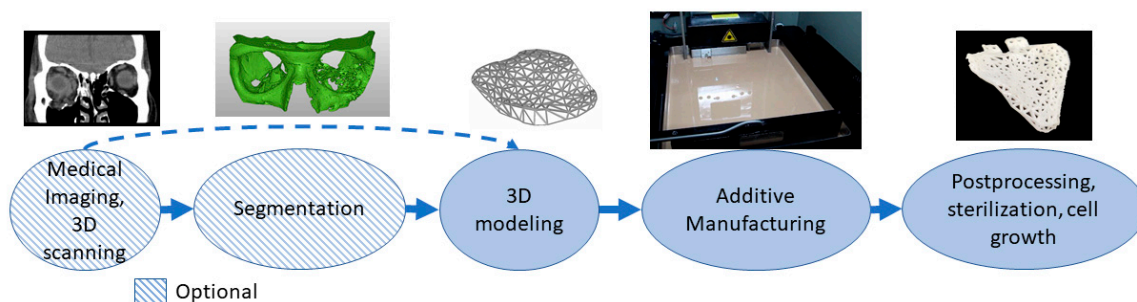 Medical
Imaging,
3D
scanning
Segmentation
3D
modeling
Additive
Manufacturing
Postprocessing,
sterilization, cell
growth
Optional